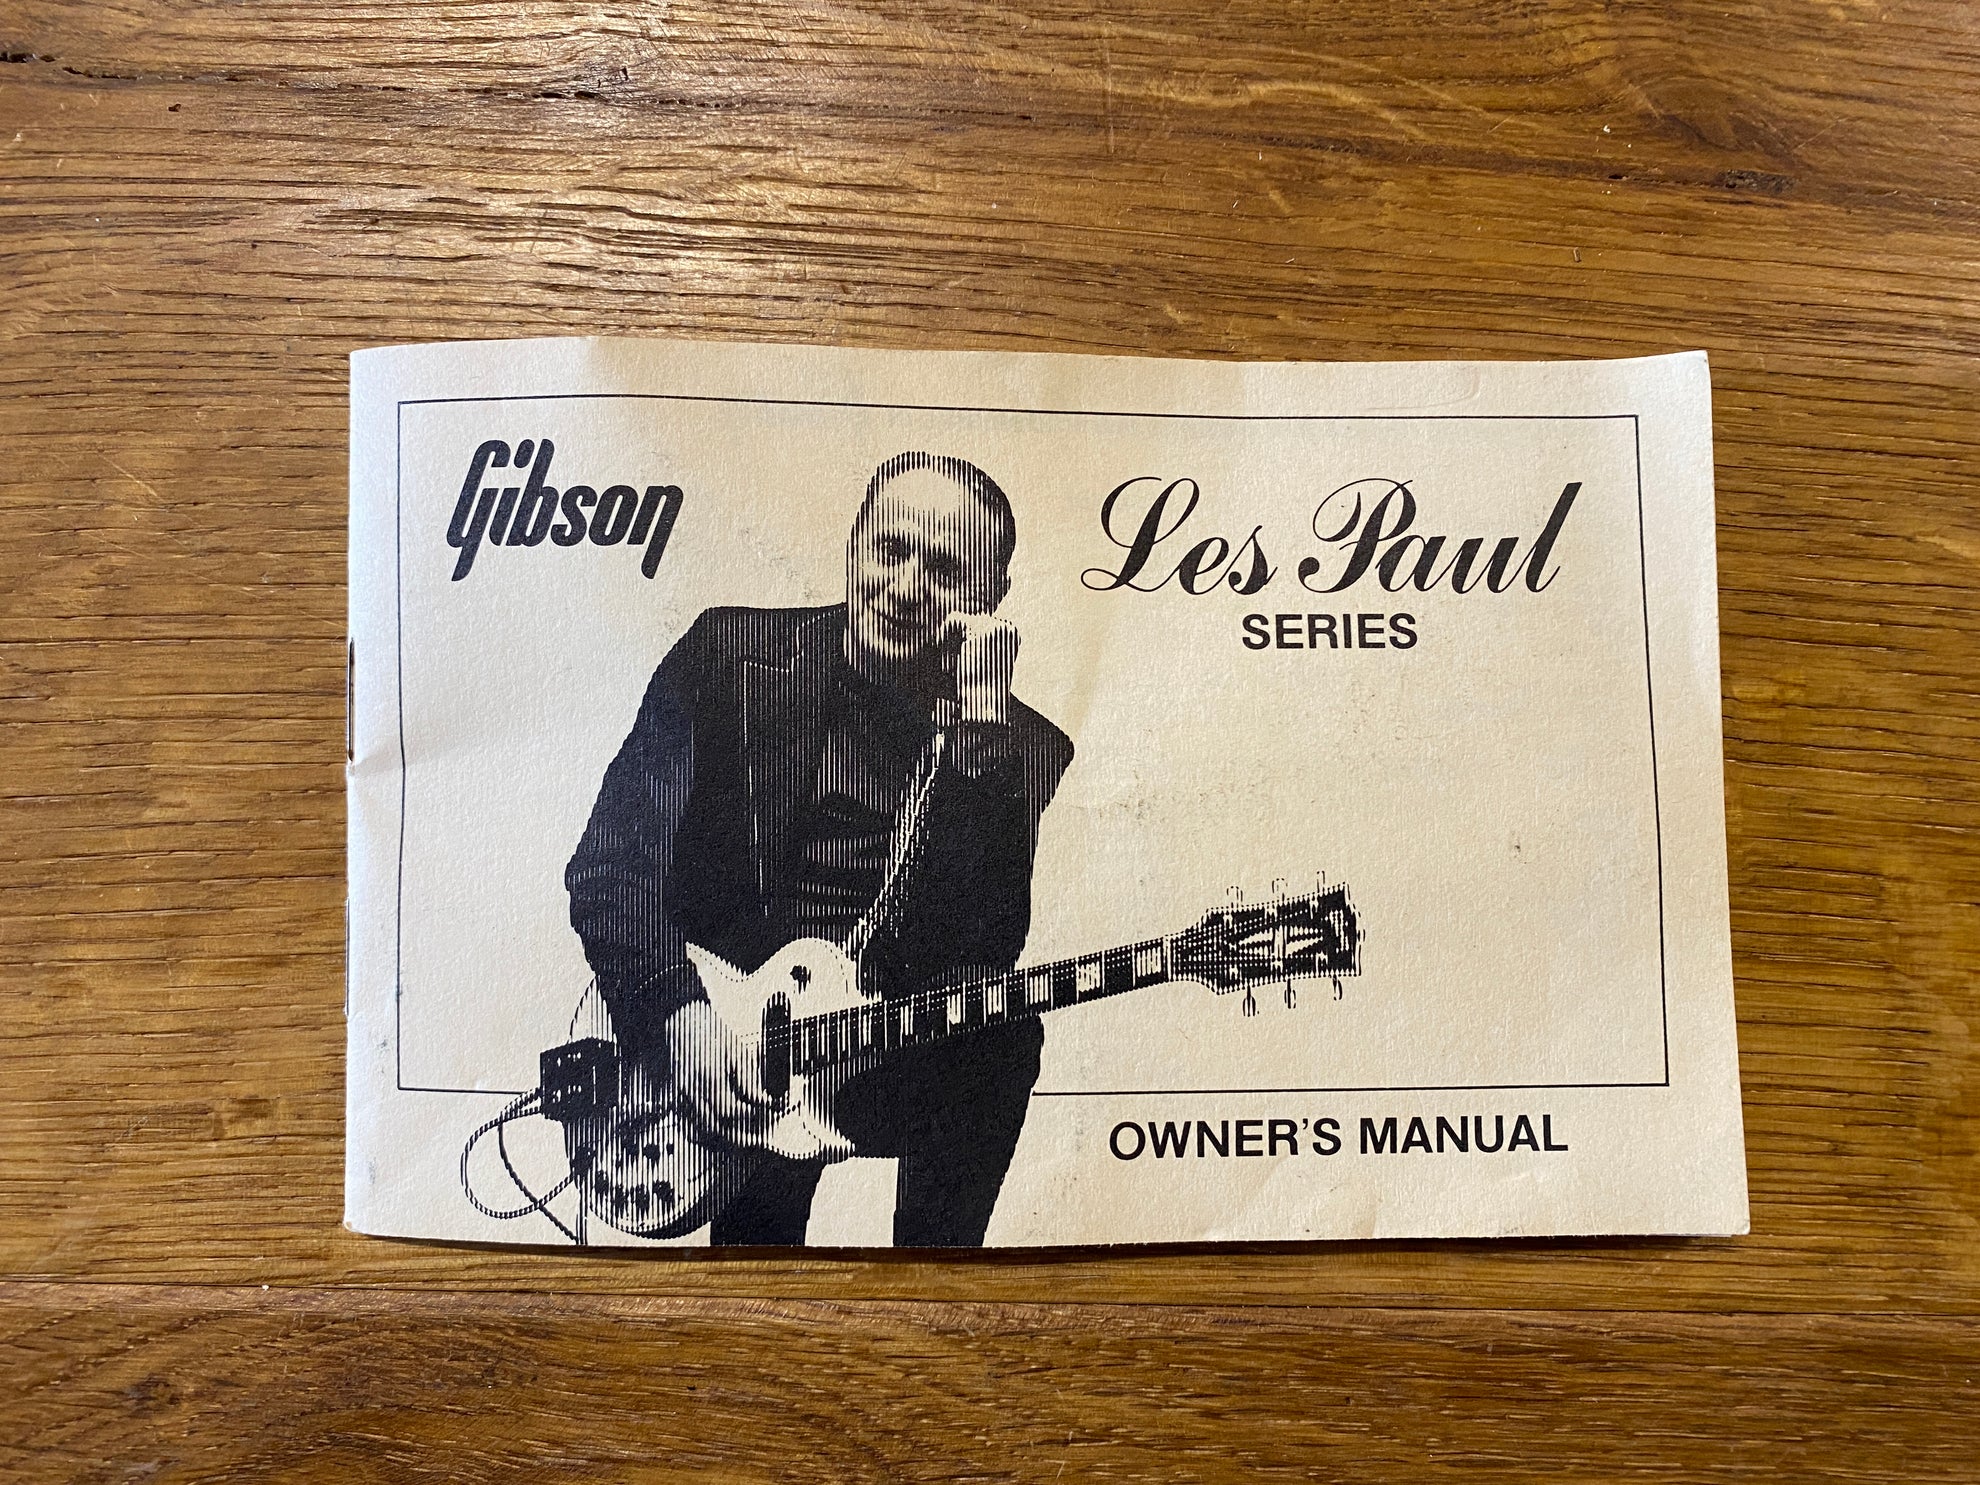 Gibson
Les Paul
SERIES
OWNER'S MANUAL